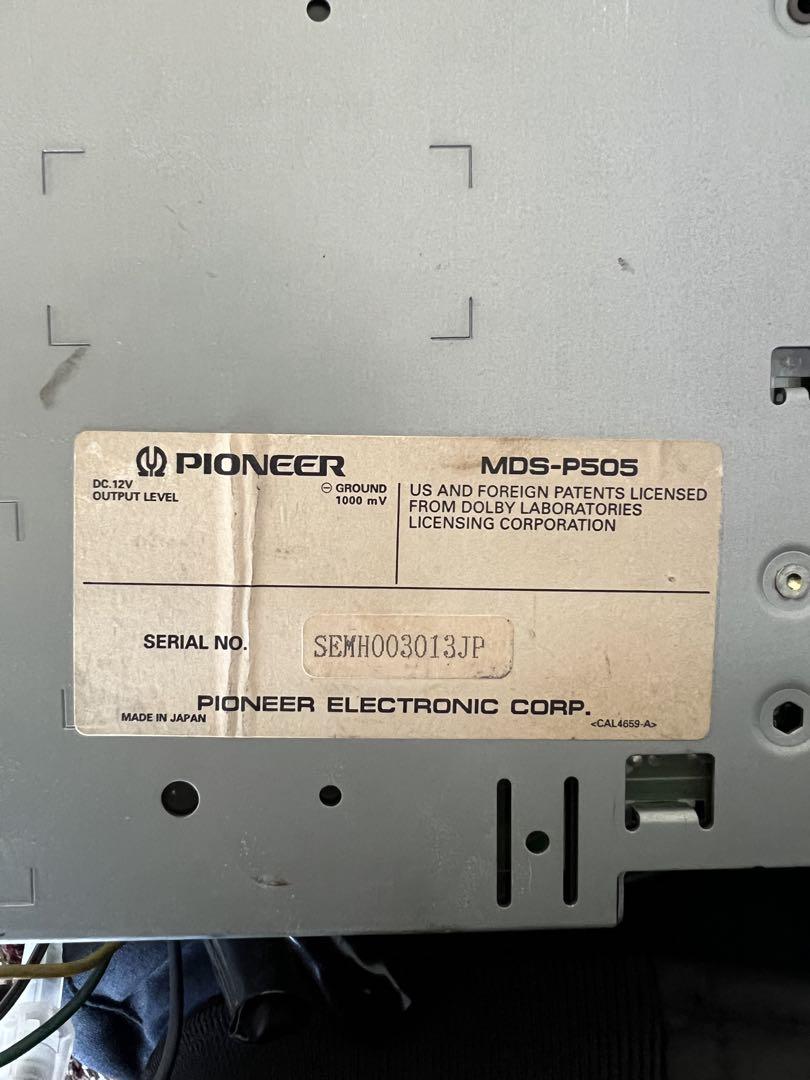 PIONEER
MDS-P505
DC.12V
OUTPUT LEVEL
⊖ GROUND
1000 mV
US AND FOREIGN PATENTS LICENSED
FROM DOLBY LABORATORIES
LICENSING CORPORATION
SERIAL NO.
SEMH003013JP
PIONEER ELECTRONIC CORP.
MADE IN JAPAN
<CAL4659-A>